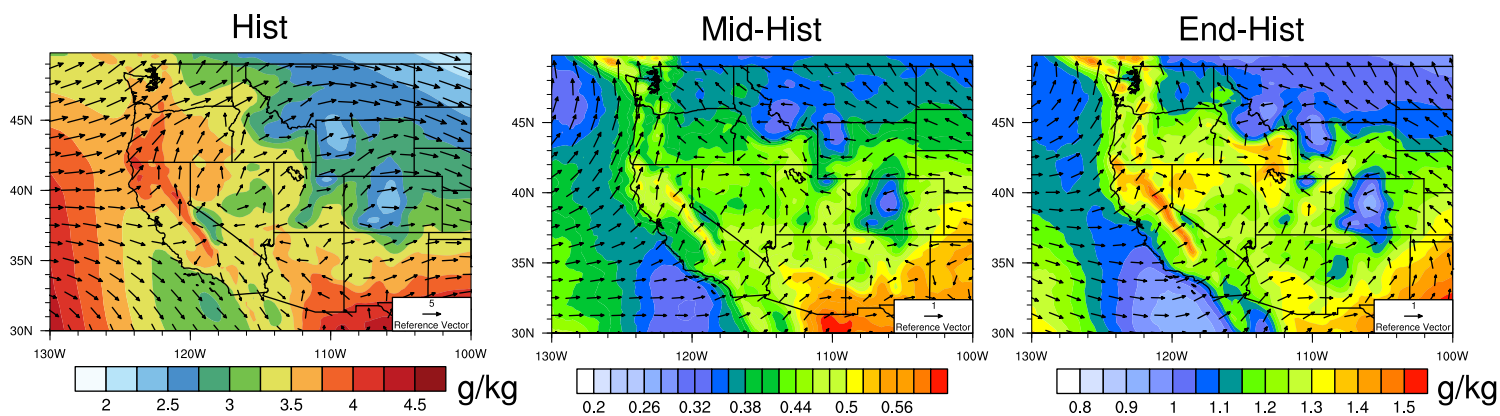 Hist
Mid-Hist
End-Hist
45N
40N
35N
30N
130W
120W
110W
100W
5
Reference Vector
2
2.5
3
3.5
4
4.5
g/kg
45N
40N
35N
30N
130W
120W
110W
100W
1
Reference Vector
0.2
0.26
0.32
0.38
0.44
0.5
0.56
45N
40N
35N
30N
130W
120W
110W
100W
1
Reference Vector
0.8
0.9
1
1.1
1.2
1.3
1.4
1.5
g/kg